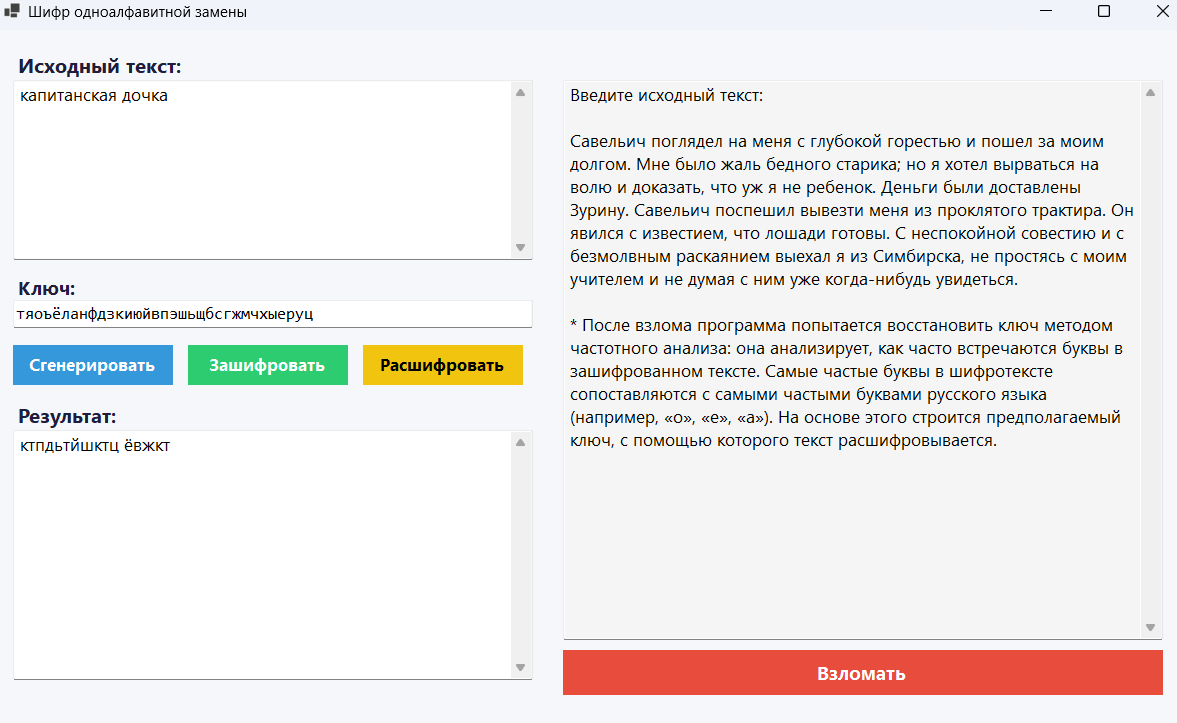 Шифр одноалфавитной замены
Исходный текст:
капитанская дочка
Ключ:
тяоъёланфдзкиюйвпэшьщбсгжмчхыеруц
Сгенерировать
Зашифровать
Расшифровать
Результат:
ктпдьтйшктц ёвжкт
Введите исходный текст:
Савельич поглядел на меня с глубокой горестью и пошел за моим
долгом. Мне было жаль бедного старика; но я хотел вырваться на
волю и доказать, что уж я не ребенок. Деньги были доставлены
Зурину. Савельич поспешил вывезти меня из проклятого трактира. Он
явился с известием, что лошади готовы. С неспокойной совестию и с
безмолвным раскаянием выехал я из Симбирска, не простясь с моим
учителем и не думая с ним уже когда-нибудь увидеться.
* После взлома программа попытается восстановить ключ методом
частотного анализа: она анализирует, как часто встречаются буквы в
зашифрованном тексте. Самые частые буквы в шифротексте
сопоставляются с самыми частыми буквами русского языка
(например, «о», «е», «а»). На основе этого строится предполагаемый
ключ, с помощью которого текст расшифровывается.
Взломать